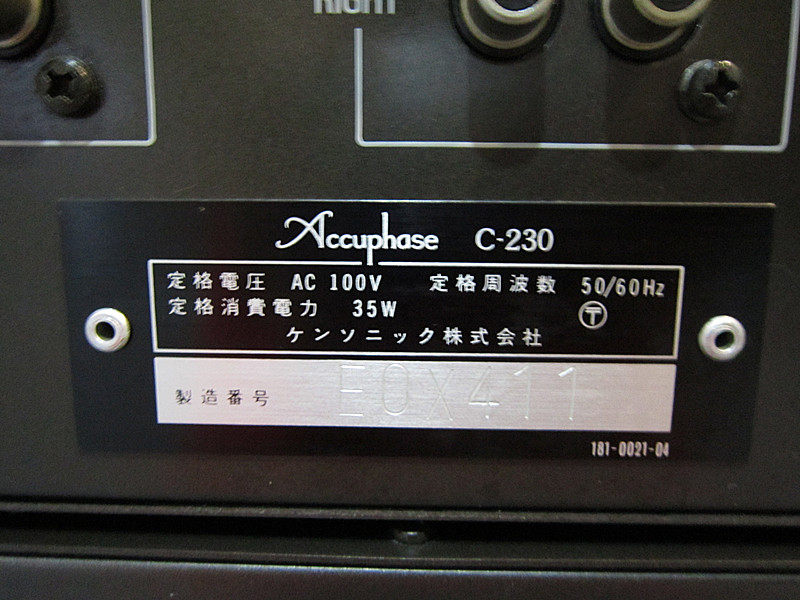 RIGHT
Accuphase C-230
定格電圧 AC 100V 定格周波数 50/60Hz
定格消費電力 35W 〒
ケンソニック株式会社
製造番号 E0X411
181-0021-04